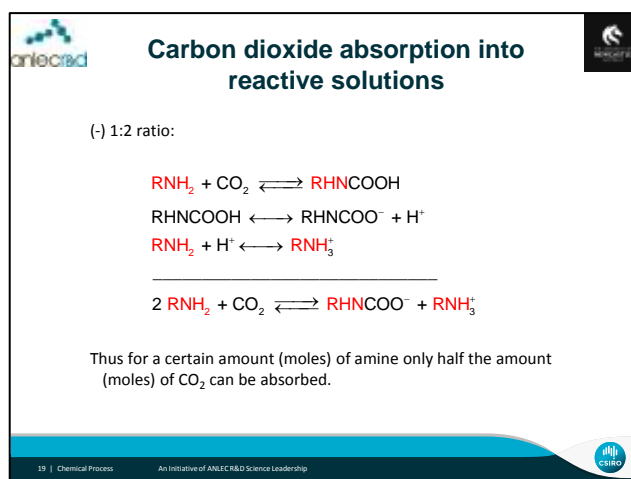 anlecr&d
Carbon dioxide absorption into
reactive solutions
(-) 1:2 ratio:
RNH₂ + CO₂ ⇌ RHNCOOH
RHNCOOH ⟷ RHNCOO⁻ + H⁺
RNH₂ + H⁺ ⟷ RNH₃⁺
2 RNH₂ + CO₂ ⇌ RHNCOO⁻ + RNH₃⁺
Thus for a certain amount (moles) of amine only half the amount
(moles) of CO₂ can be absorbed.
19 | Chemical Process An Initiative of ANLEC R&D Science Leadership
CSIRO